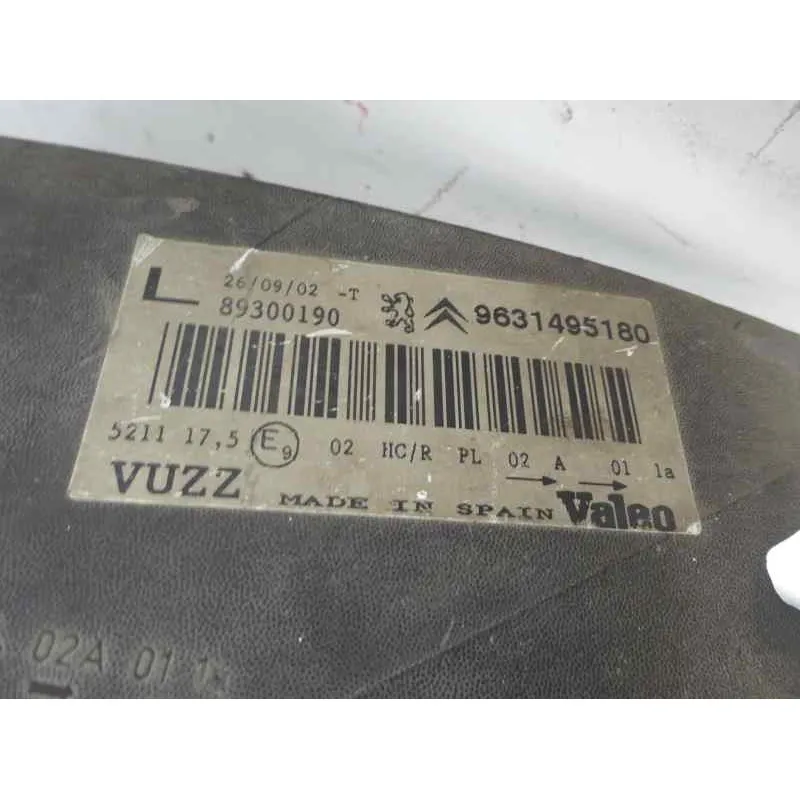 L 26/09/02 -T
89300190 9631495180
5211 17,5 E9 02 HC/R PL 02 A 01 1a
VUZZ MADE IN SPAIN Valeo
02A 01 1